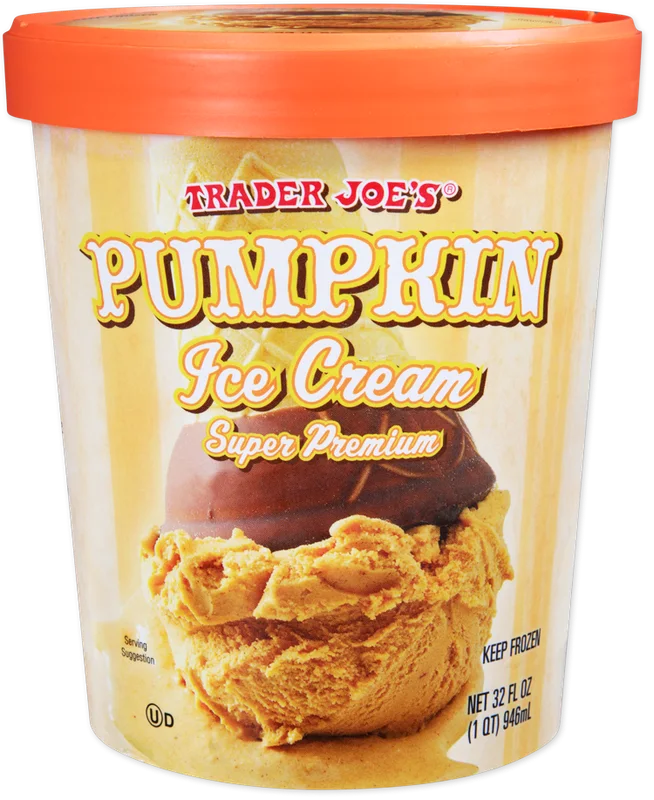 TRADER JOE'S®
PUMPKIN
Ice Cream
Super Premium
Serving
Suggestion
KEEP FROZEN
NET 32 FL OZ
(1 QT) 946mL
U D